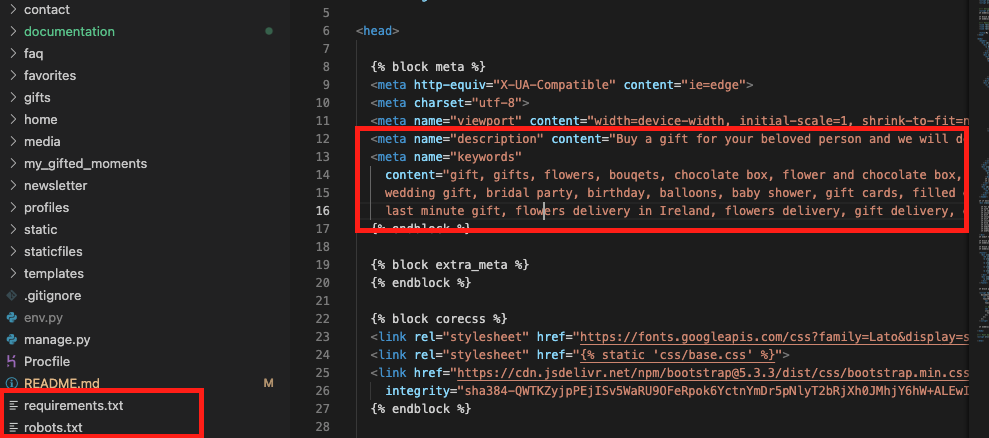 contact
documentation
faq
favorites
gifts
home
media
my_gifted_moments
newsletter
profiles
static
staticfiles
templates
.gitignore
env.py
manage.py
Procfile
README.md M
requirements.txt
robots.txt
5
6 <head>
7
8 {% block meta %}
9 <meta http-equiv="X-UA-Compatible" content="ie=edge">
10 <meta charset="utf-8">
11 <meta name="viewport" content="width=device-width, initial-scale=1, shrink-to-fit=n
12 <meta name="description" content="Buy a gift for your beloved person and we will d
13 <meta name="keywords"
14 content="gift, gifts, flowers, bouqets, chocolate box, flower and chocolate box,
15 wedding gift, bridal party, birthday, balloons, baby shower, gift cards, filled
16 last minute gift, flowers delivery in Ireland, flowers delivery, gift delivery,
17 {% endblock %}
18
19 {% block extra_meta %}
20 {% endblock %}
21
22 {% block corecss %}
23 <link rel="stylesheet" href="https://fonts.googleapis.com/css?family=Lato&display=s
24 <link rel="stylesheet" href="{% static 'css/base.css' %}">
25 <link href="https://cdn.jsdelivr.net/npm/bootstrap@5.3.3/dist/css/bootstrap.min.css
26 integrity="sha384-QWTKZyjpPEjISv5WaRU9OFeRpok6YctnYmDr5pNlyT2bRjXh0JMhjY6hW+ALEwI
27 {% endblock %}
28